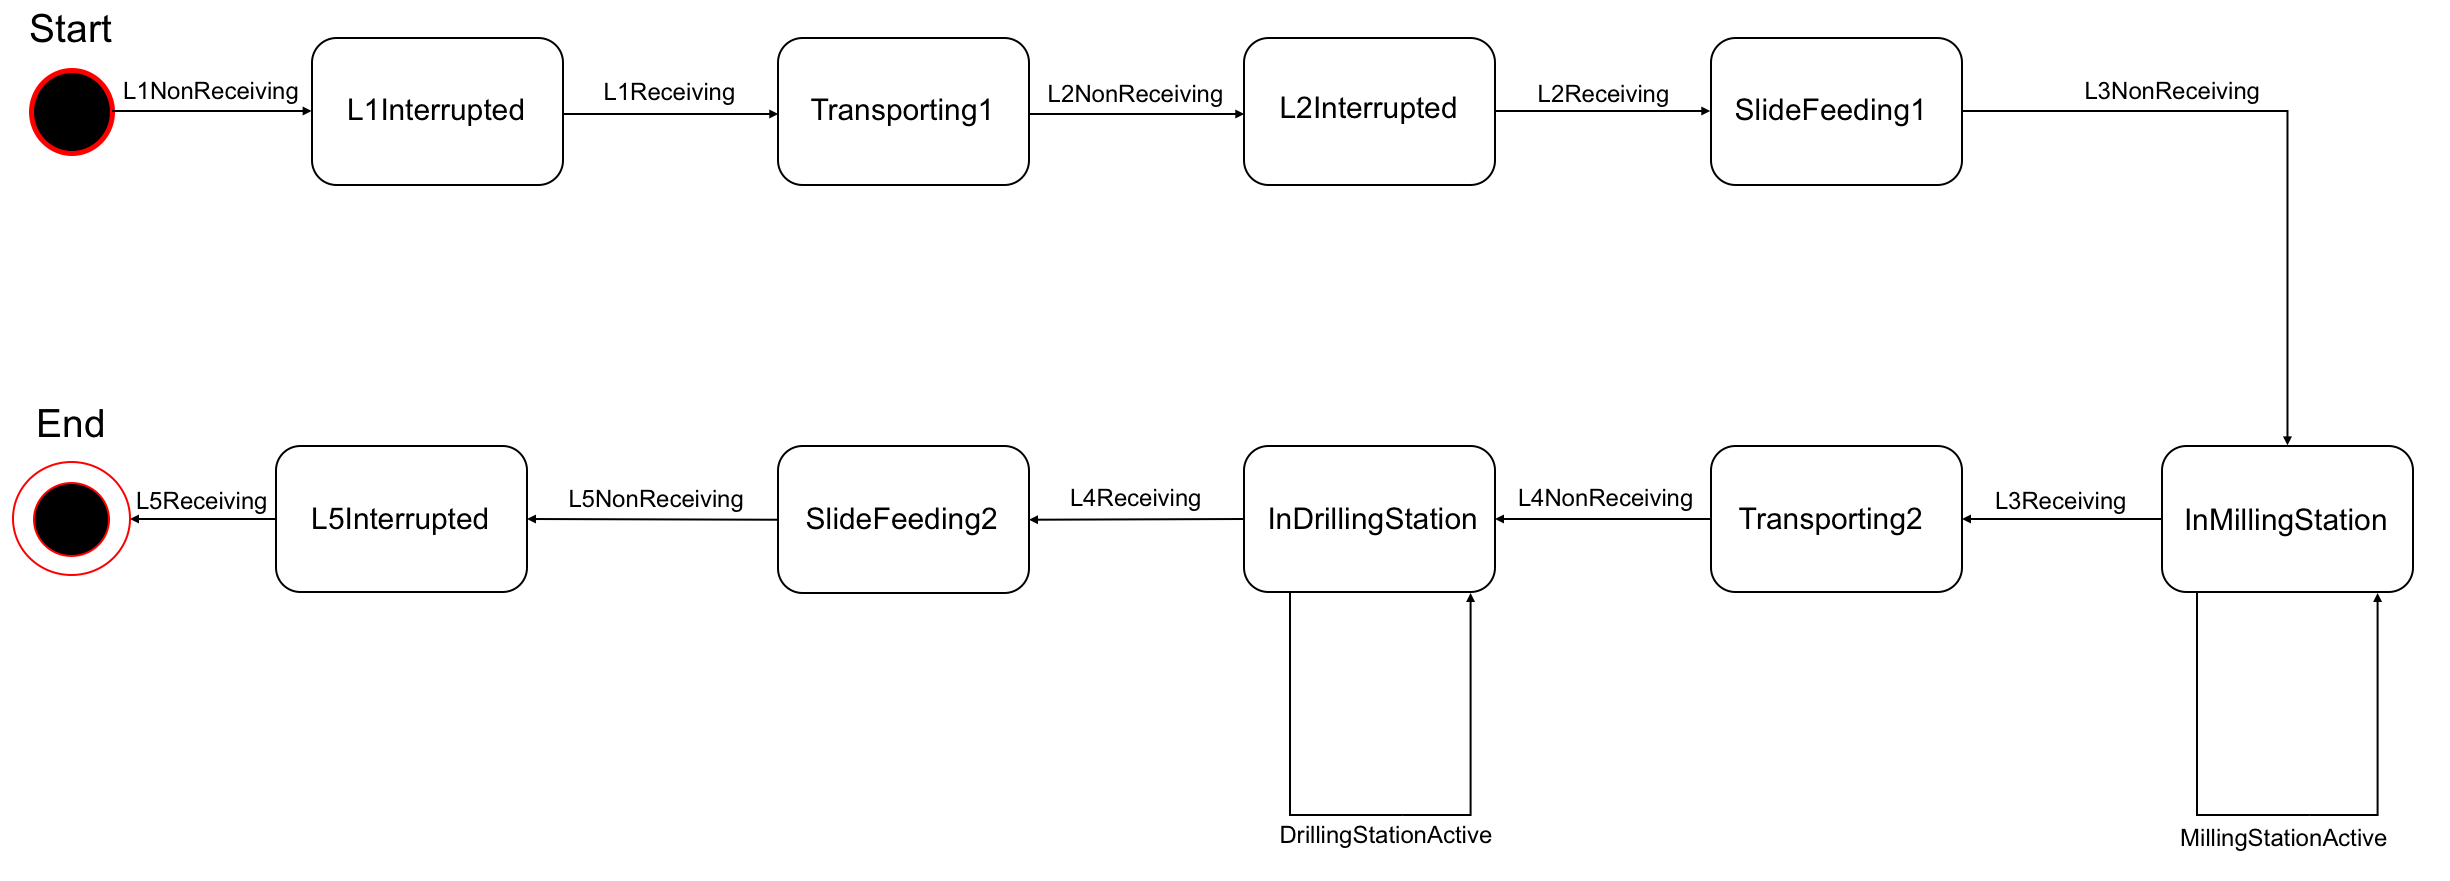 Start
L1NonReceiving
L1Interrupted
L1Receiving
Transporting1
L2NonReceiving
L2Interrupted
L2Receiving
SlideFeeding1
L3NonReceiving
InMillingStation
MillingStationActive
L3Receiving
Transporting2
L4NonReceiving
InDrillingStation
DrillingStationActive
L4Receiving
SlideFeeding2
L5NonReceiving
L5Interrupted
L5Receiving
End